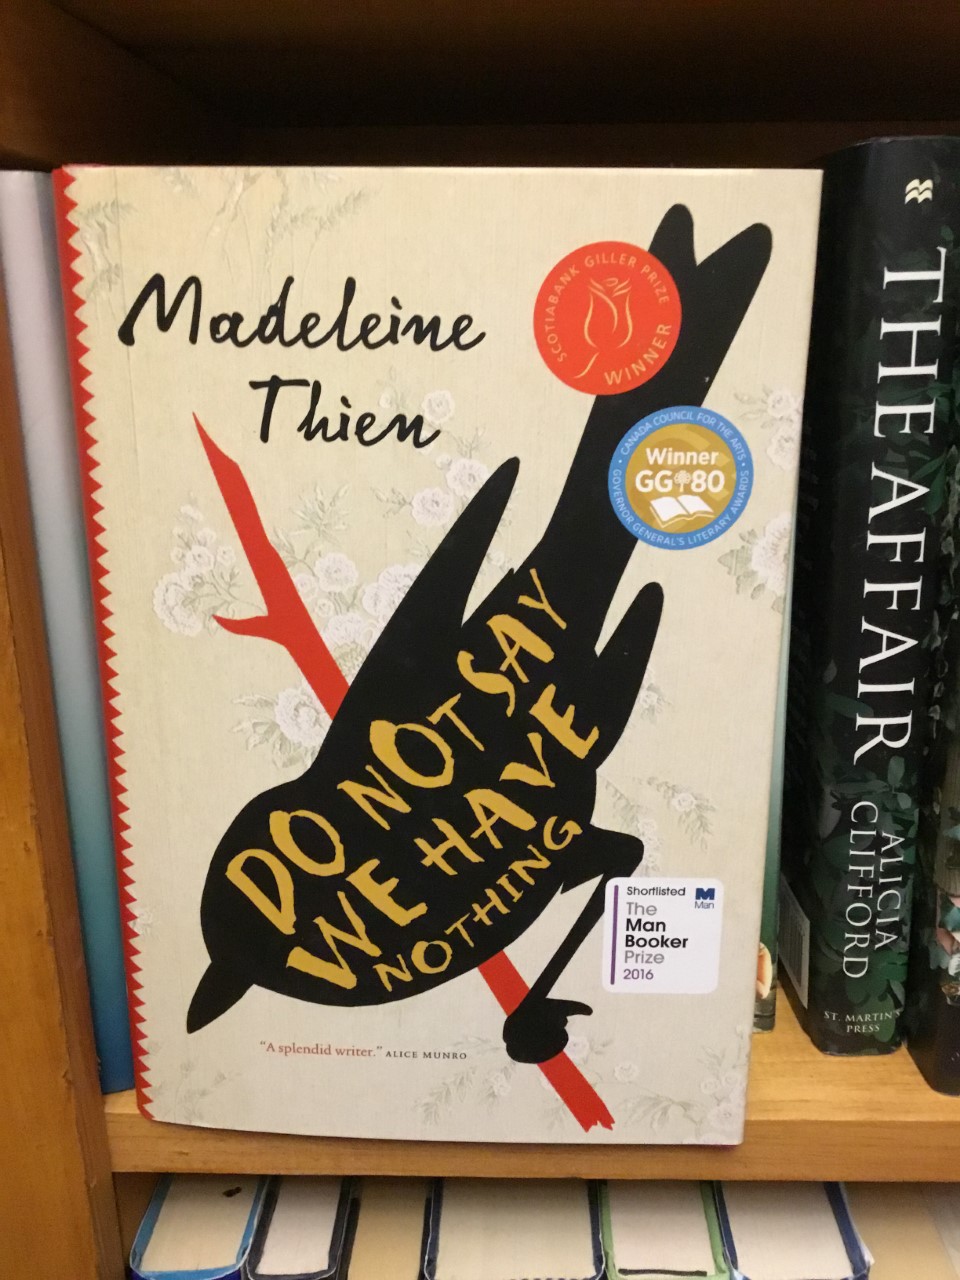 Madeleine
Thien
SCOTIABANK GILLER PRIZE
WINNER
CANADA COUNCIL FOR THE ARTS
Winner
GG 80
GOVERNOR GENERAL'S LITERARY AWARDS
DO NOT SAY
WE HAVE
NOTHING
Shortlisted
Man
The
Man
Booker
Prize
2016
"A splendid writer." ALICE MUNRO
THE AFFAIR
ALICIA
CLIFFORD
ST. MARTIN'S
PRESS